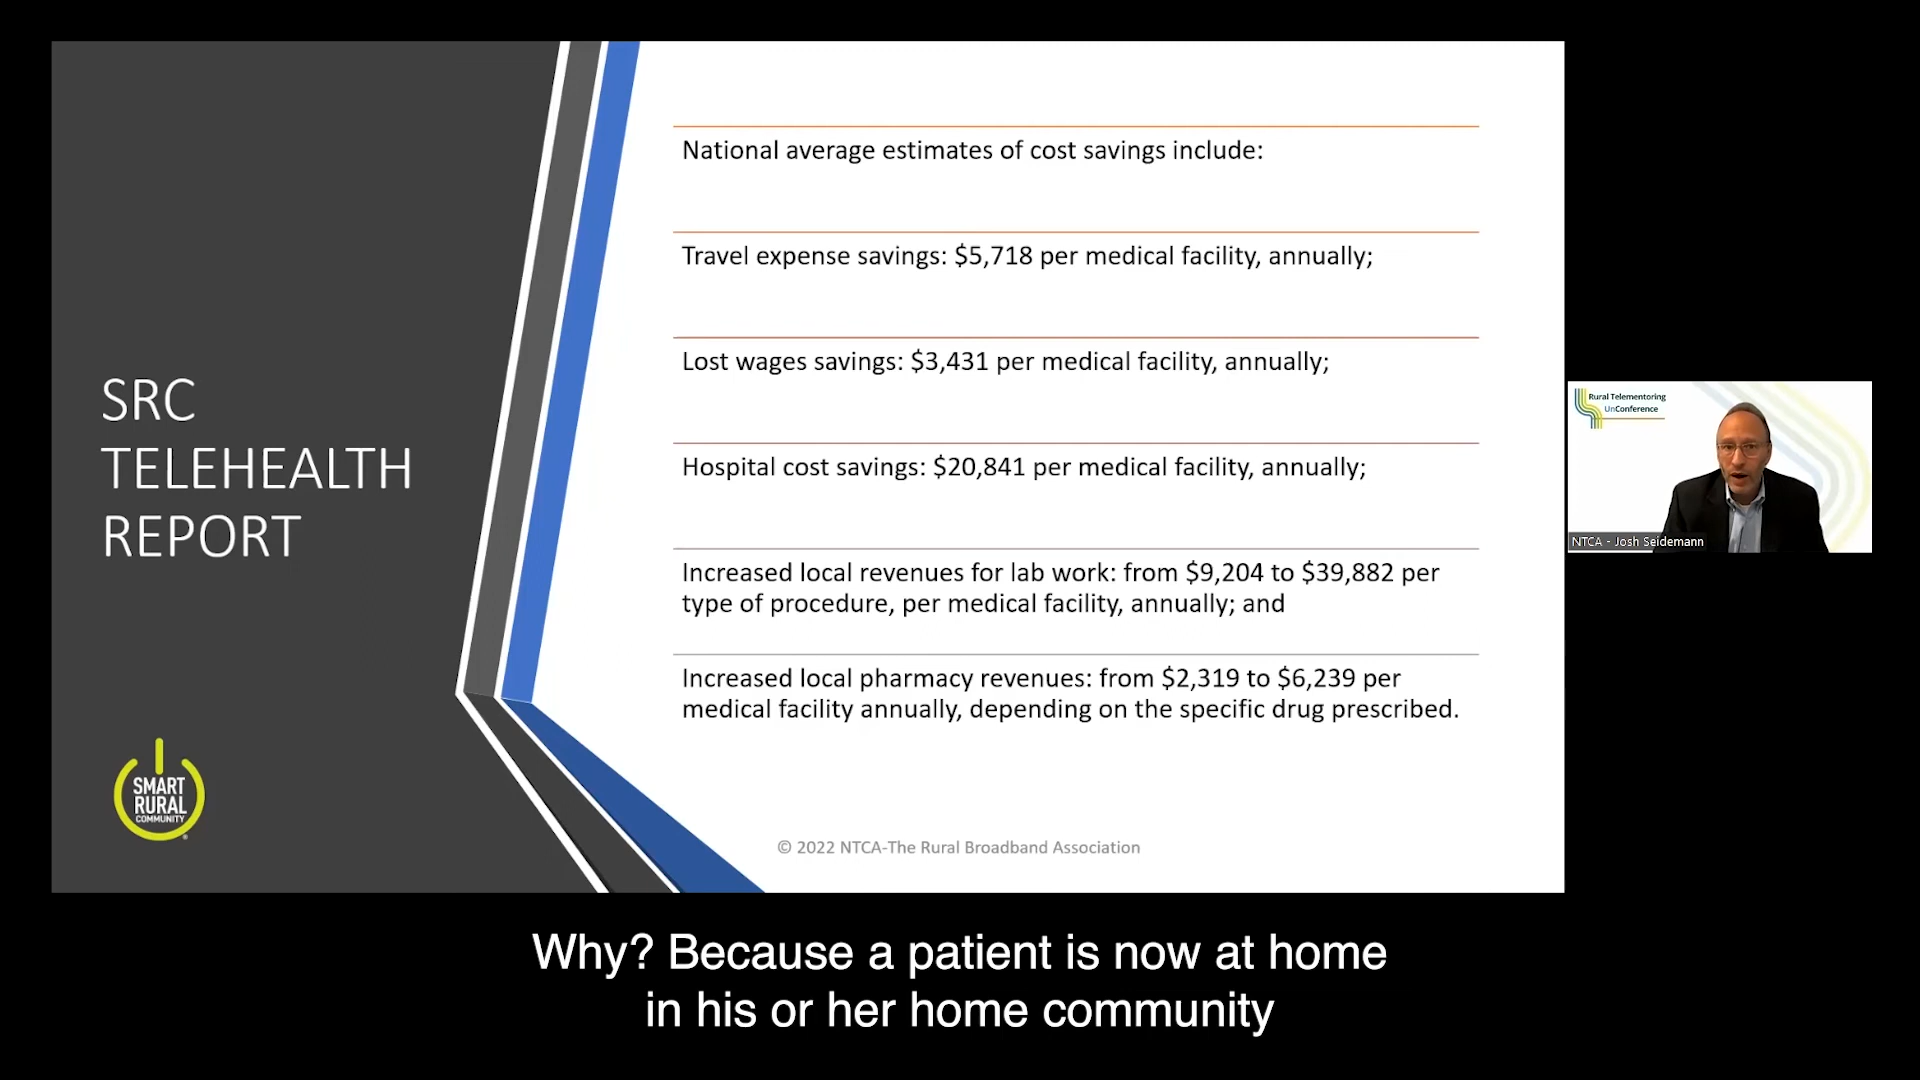 SRC
TELEHEALTH
REPORT
SMART
RURAL
COMMUNITY
National average estimates of cost savings include:
Travel expense savings: $5,718 per medical facility, annually;
Lost wages savings: $3,431 per medical facility, annually;
Hospital cost savings: $20,841 per medical facility, annually;
Increased local revenues for lab work: from $9,204 to $39,882 per
type of procedure, per medical facility, annually; and
Increased local pharmacy revenues: from $2,319 to $6,239 per
medical facility annually, depending on the specific drug prescribed.
© 2022 NTCA-The Rural Broadband Association
Rural Telementoring
UnConference
NTCA - Josh Seidemann
Why? Because a patient is now at home
in his or her home community